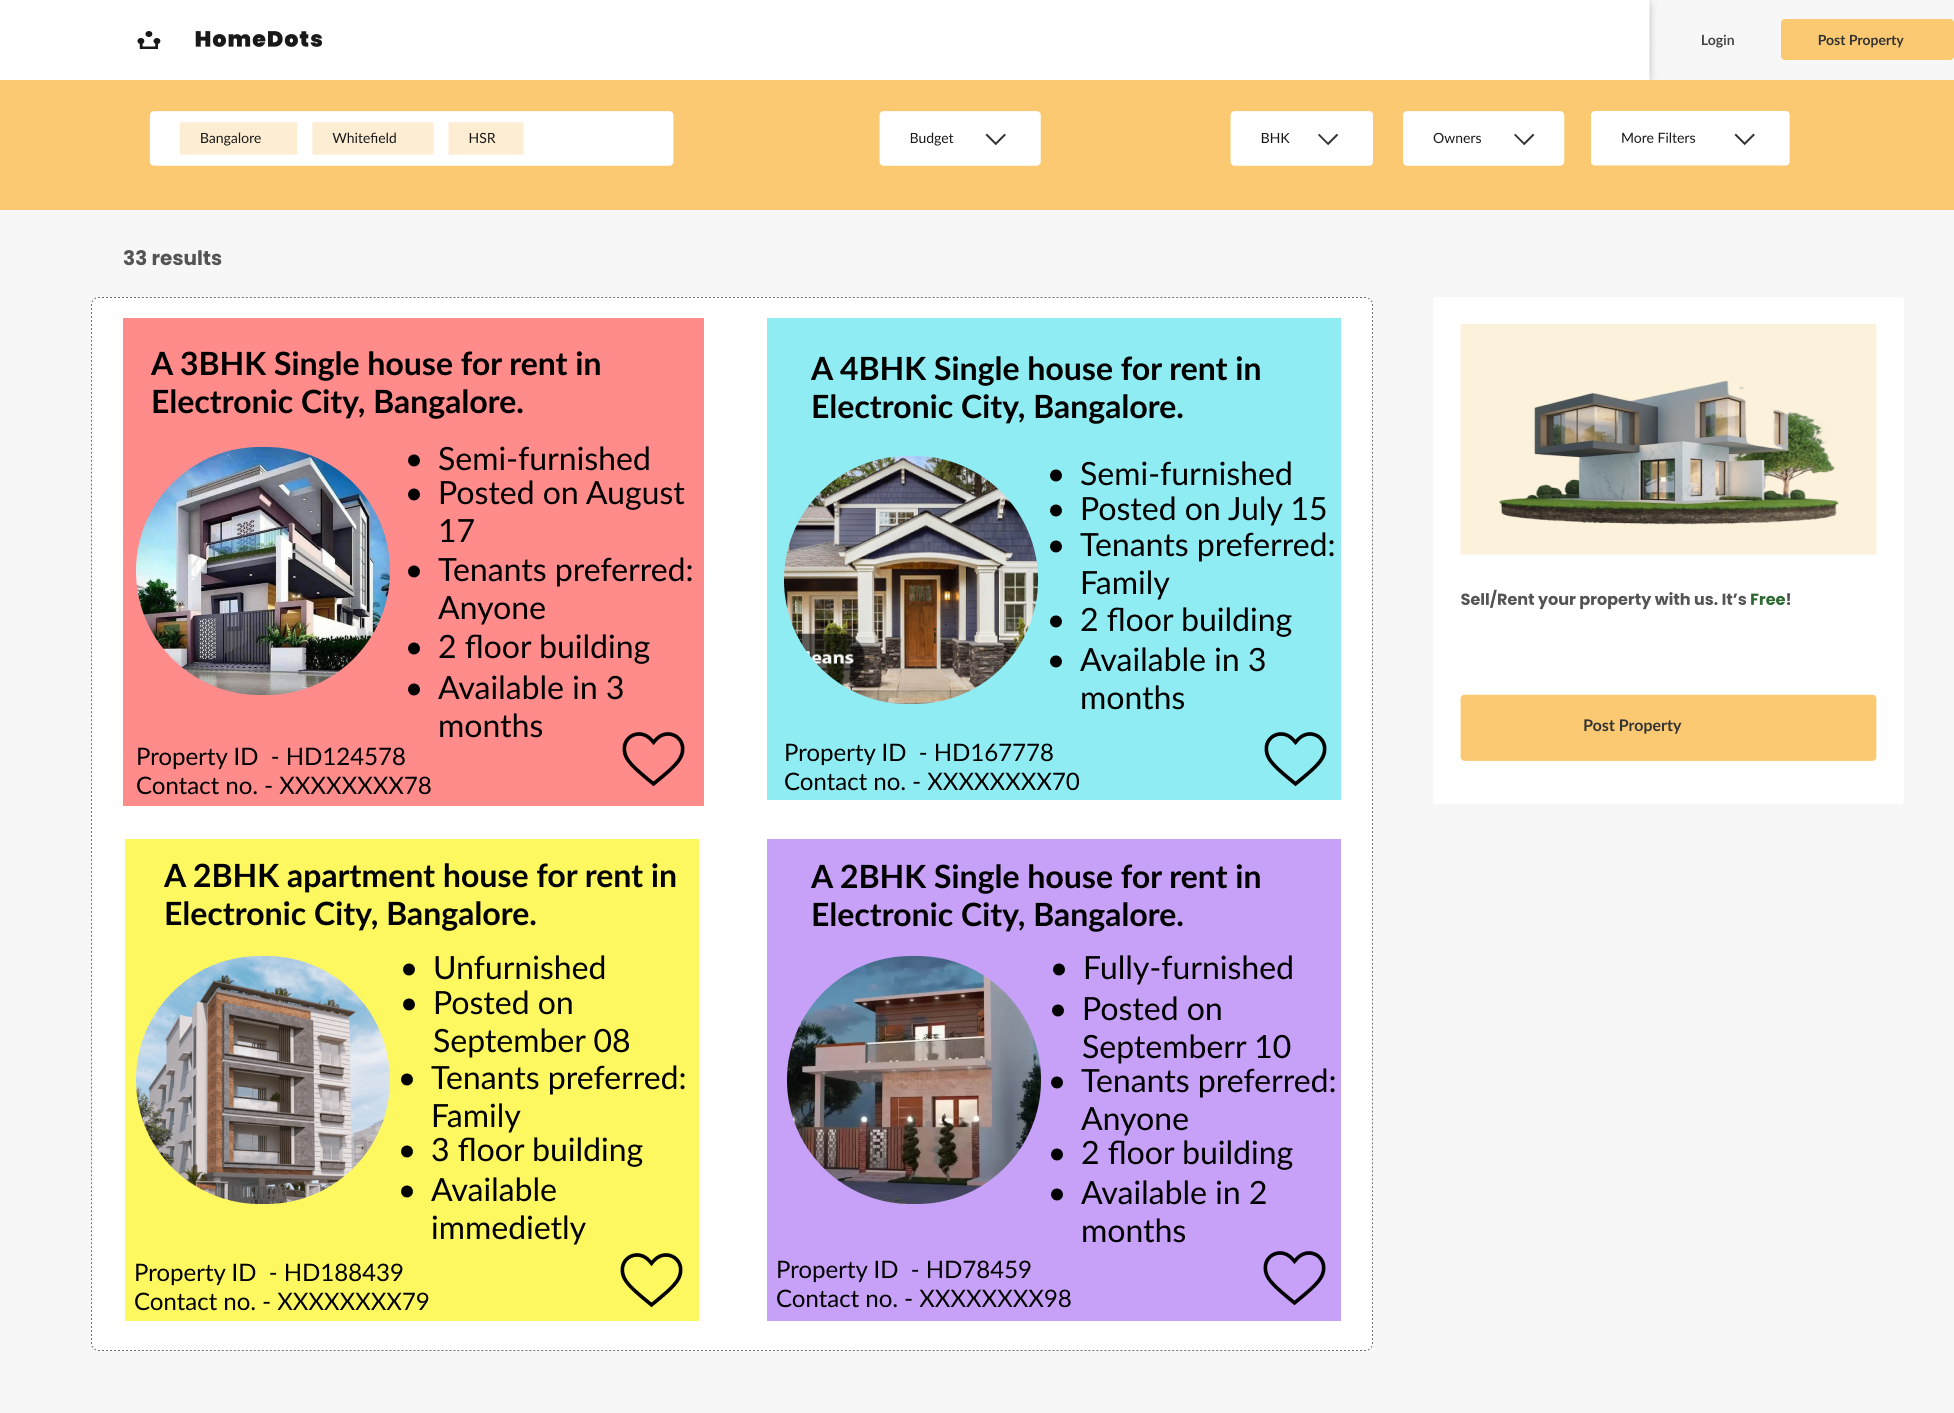 HomeDots
Login
Post Property
Bangalore
Whitefield
HSR
Budget
BHK
Owners
More Filters
33 results
A 3BHK Single house for rent in
Electronic City, Bangalore.
• Semi-furnished
• Posted on August
17
• Tenants preferred:
Anyone
• 2 floor building
• Available in 3
months
Property ID - HD124578
Contact no. - XXXXXXXX78
A 4BHK Single house for rent in
Electronic City, Bangalore.
eans
• Semi-furnished
• Posted on July 15
• Tenants preferred:
Family
• 2 floor building
• Available in 3
months
Property ID - HD167778
Contact no. - XXXXXXXX70
Sell/Rent your property with us. It’s Free!
Post Property
A 2BHK apartment house for rent in
Electronic City, Bangalore.
• Unfurnished
• Posted on
September 08
• Tenants preferred:
Family
• 3 floor building
• Available
immedietly
Property ID - HD188439
Contact no. - XXXXXXXX79
A 2BHK Single house for rent in
Electronic City, Bangalore.
• Fully-furnished
• Posted on
Septemberr 10
• Tenants preferred:
Anyone
• 2 floor building
• Available in 2
months
Property ID - HD78459
Contact no. - XXXXXXXX98